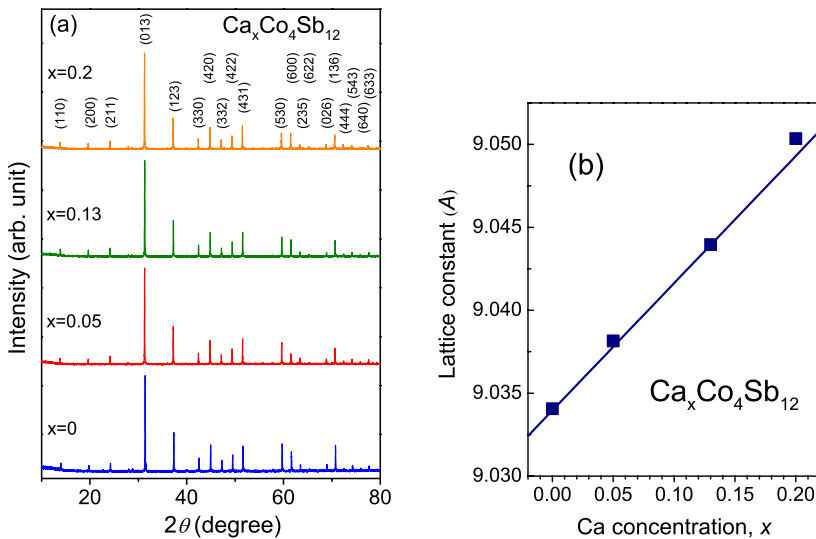 (a)
CaxCo4Sb12
(013)
x=0.2
(110)
(200)
(211)
(123)
(330)
(420)
(332)
(422)
(431)
(530)
(600)
(235)
(622)
(026)
(136)
(444)
(543)
(640)
(633)
x=0.13
x=0.05
x=0
Intensity (arb. unit)
20 40 60 80
2θ (degree)
(b)
9.050
9.045
9.040
9.035
9.030
Lattice constant (A)
CaxCo4Sb12
0.00 0.05 0.10 0.15 0.20
Ca concentration, x